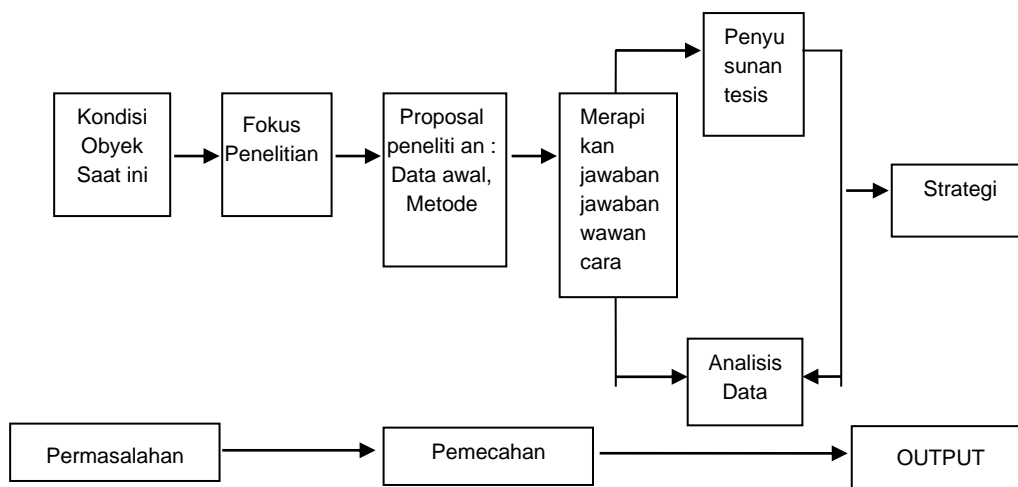 Kondisi
Obyek
Saat ini
Fokus
Penelitian
Proposal
peneliti an :
Data awal,
Metode
Merapi
kan
jawaban
jawaban
wawan
cara
Penyu
sunan
tesis
Analisis
Data
Strategi
Permasalahan
Pemecahan
OUTPUT